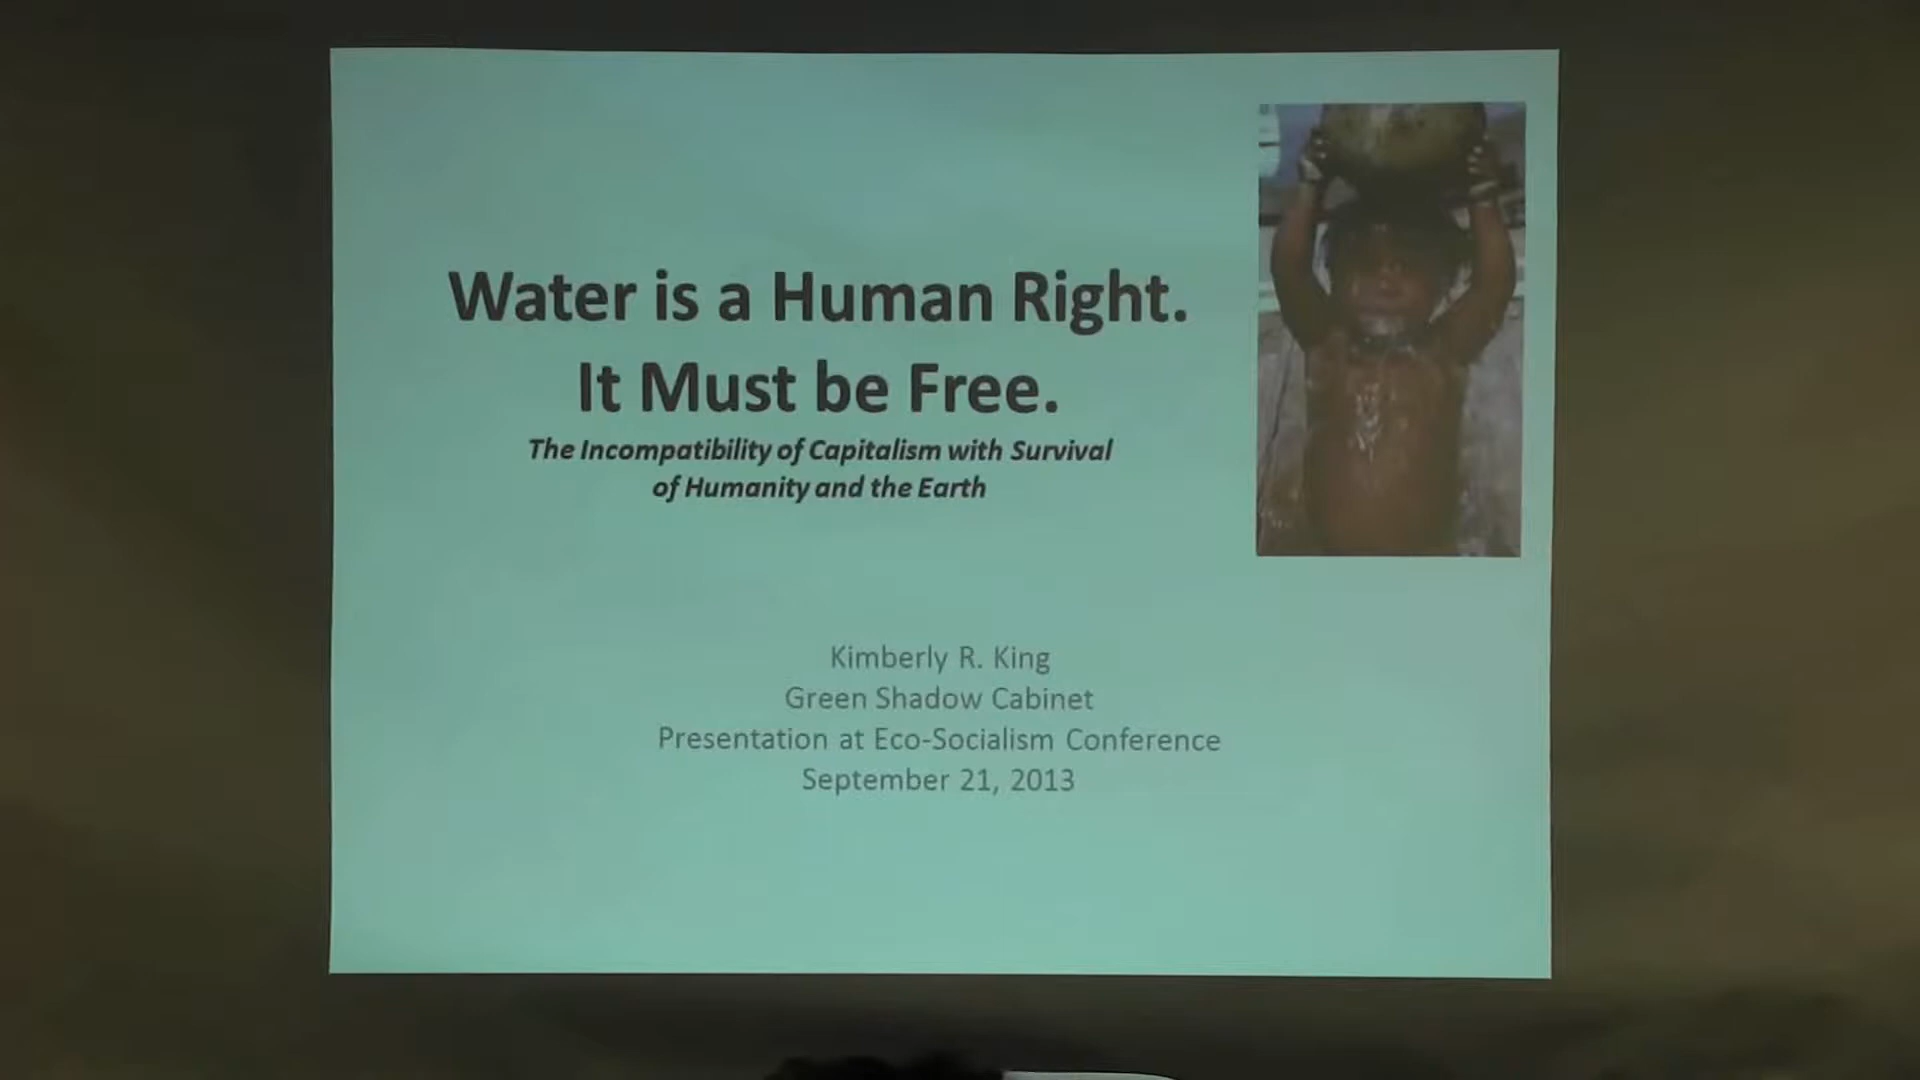 Water is a Human Right.
It Must be Free.
The Incompatibility of Capitalism with Survival
of Humanity and the Earth
Kimberly R. King
Green Shadow Cabinet
Presentation at Eco-Socialism Conference
September 21, 2013